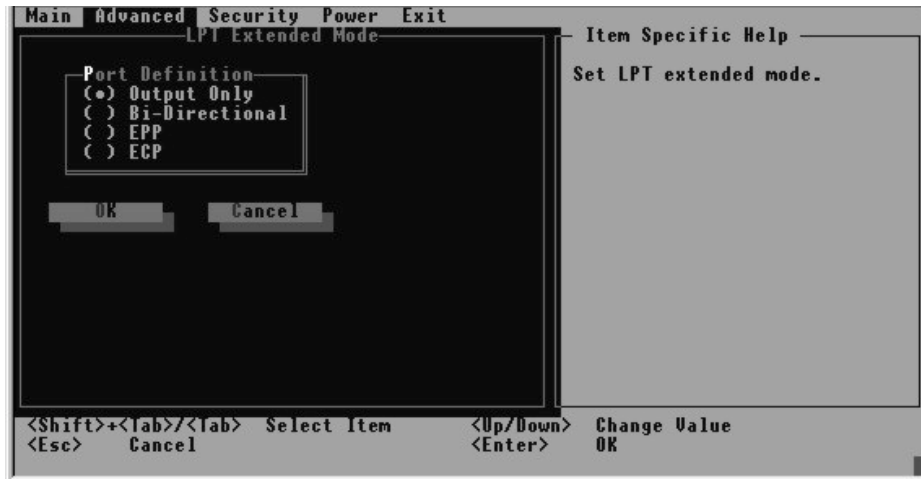 Main Advanced Security Power Exit
LPT Extended Mode
Item Specific Help
Port Definition
(•) Output Only
( ) Bi-Directional
( ) EPP
( ) ECP
Set LPT extended mode.
OK Cancel
<Shift>+<Tab>/<Tab> Select Item <Up/Down> Change Value
<Esc> Cancel <Enter> OK